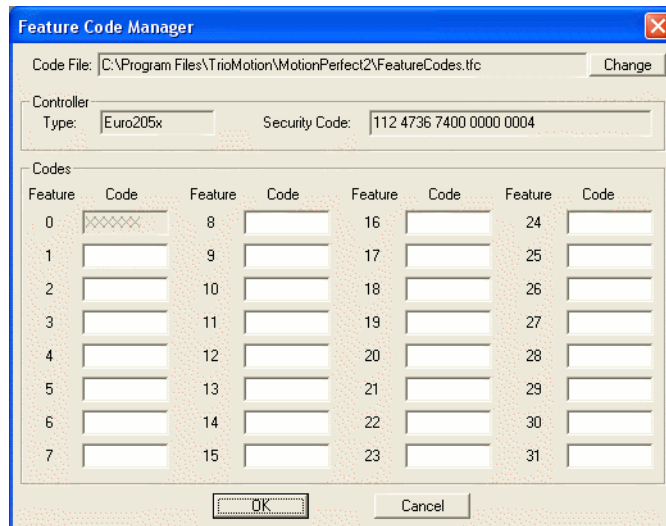 Feature Code Manager
Code File: C:\Program Files\TrioMotion\MotionPerfect2\FeatureCodes.tfc Change
Controller
Type: Euro205x Security Code: 112 4736 7400 0000 0004
Codes
Feature Code Feature Code Feature Code Feature Code
0 XXXXXX 8 16 24
1 9 17 25
2 10 18 26
3 11 19 27
4 12 20 28
5 13 21 29
6 14 22 30
7 15 23 31
OK Cancel